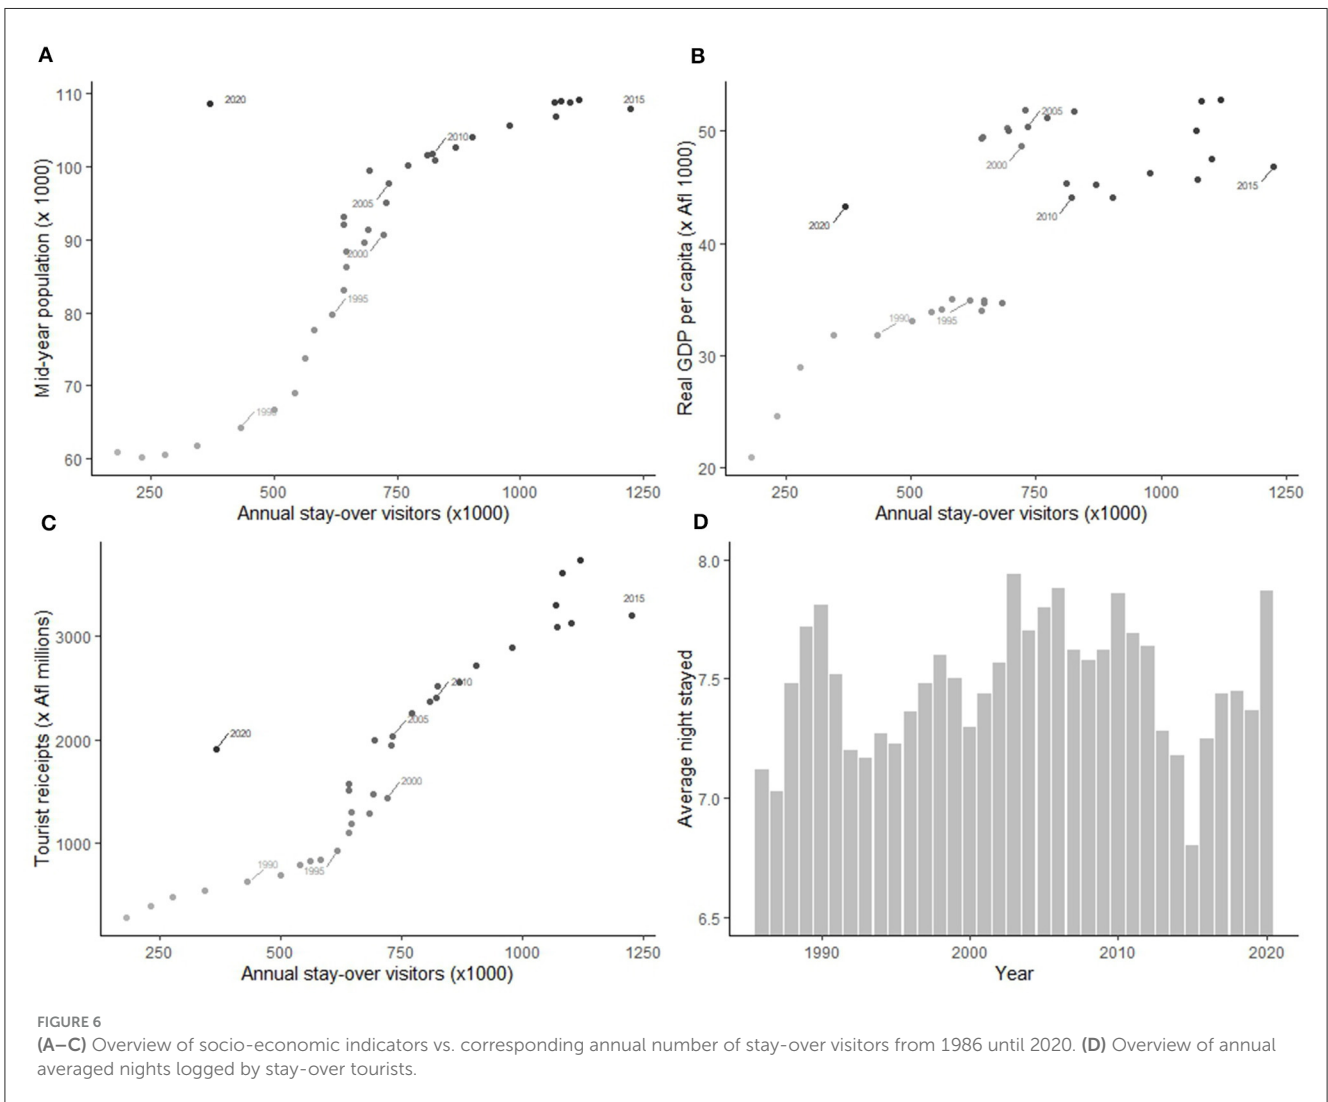 A
Mid-year population (x 1000)
110
100
90
80
70
60
2020
2015
2010
2005
2000
1995
1990
250 500 750 1000 1250
Annual stay-over visitors (x1000)
B
Real GDP per capita (x Afl 1000)
50
40
30
20
2005
2000
2015
2010
2020
1990
1995
250 500 750 1000 1250
Annual stay-over visitors (x1000)
C
Tourist reiceipts (x Afl millions)
3000
2000
1000
2015
2010
2005
2020
2000
1990
1995
250 500 750 1000 1250
Annual stay-over visitors (x1000)
D
Average night stayed
8.0
7.5
7.0
6.5
1990 2000 2010 2020
Year
FIGURE 6
(A–C) Overview of socio-economic indicators vs. corresponding annual number of stay-over visitors from 1986 until 2020. (D) Overview of annual
averaged nights logged by stay-over tourists.